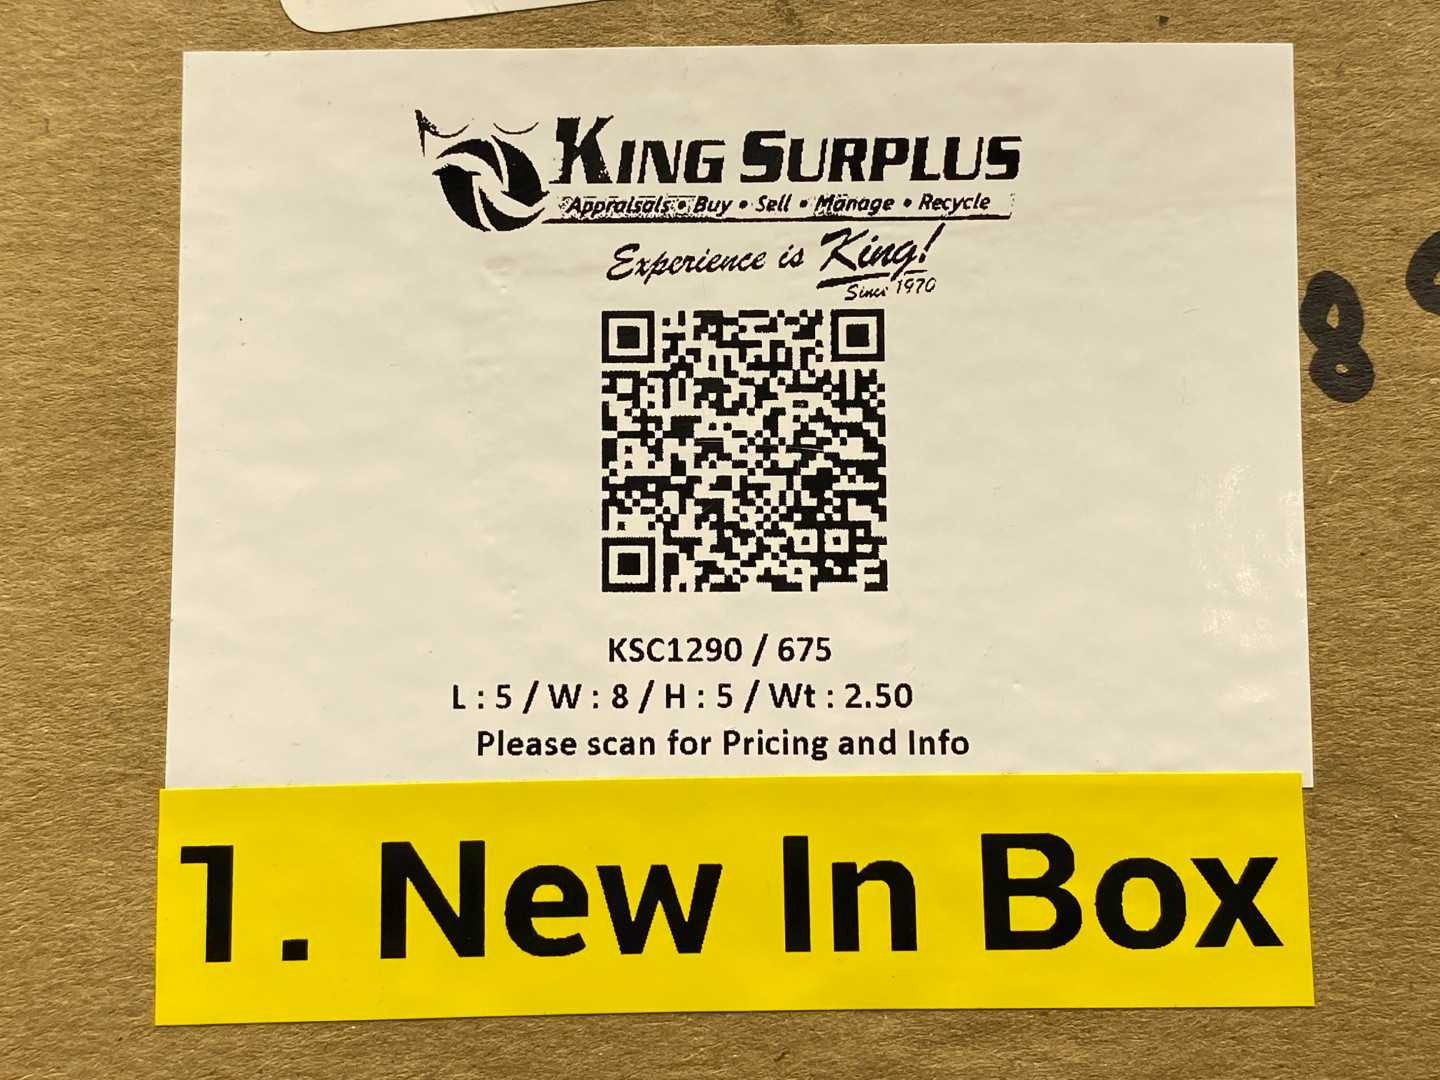 KING SURPLUS
Appraisals • Buy • Sell • Manage • Recycle
Experience is King!
Since 1970
KSC1290 / 675
L : 5 / W : 8 / H : 5 / Wt : 2.50
Please scan for Pricing and Info
1. New In Box
8